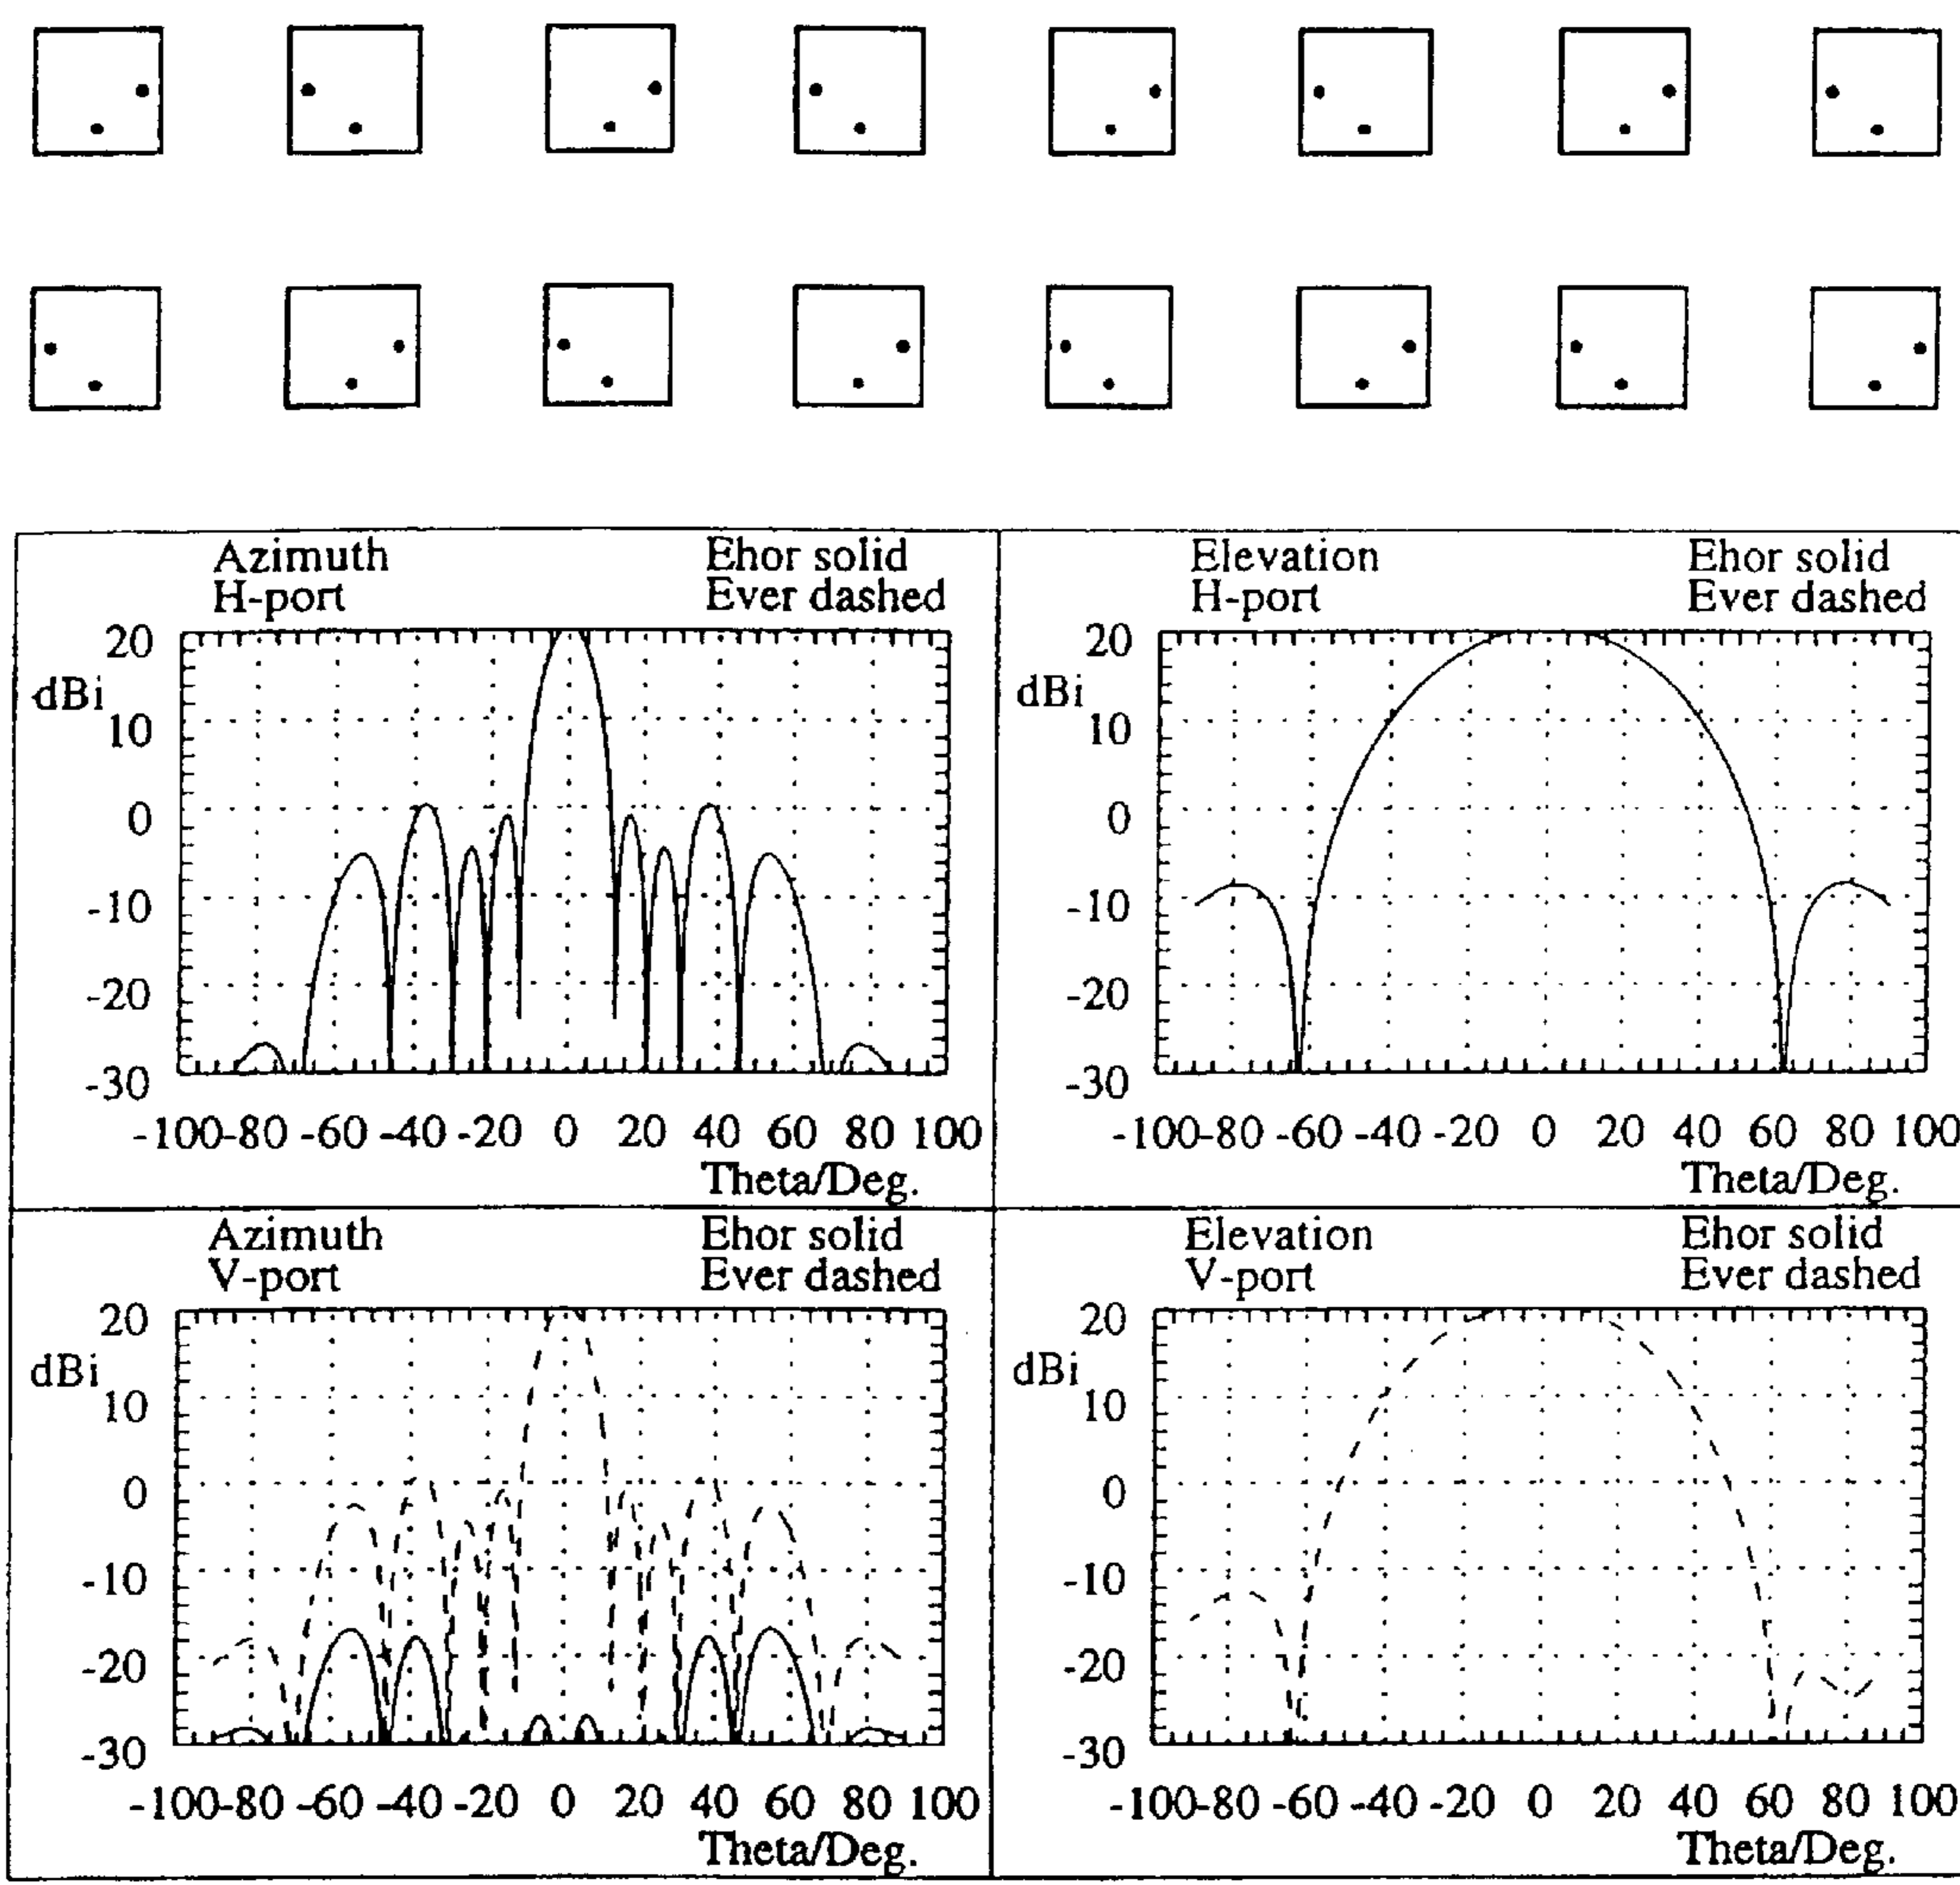 Azimuth Ehor solid
H-port Ever dashed
20
dBi
10
0
-10
-20
-30
-100-80 -60 -40 -20 0 20 40 60 80 100
Theta/Deg.
Elevation Ehor solid
H-port Ever dashed
20
dBi
10
0
-10
-20
-30
-100-80 -60 -40 -20 0 20 40 60 80 100
Theta/Deg.
Azimuth Ehor solid
V-port Ever dashed
20
dBi
10
0
-10
-20
-30
-100-80 -60 -40 -20 0 20 40 60 80 100
Theta/Deg.
Elevation Ehor solid
V-port Ever dashed
20
dBi
10
0
-10
-20
-30
-100-80 -60 -40 -20 0 20 40 60 80 100
Theta/Deg.